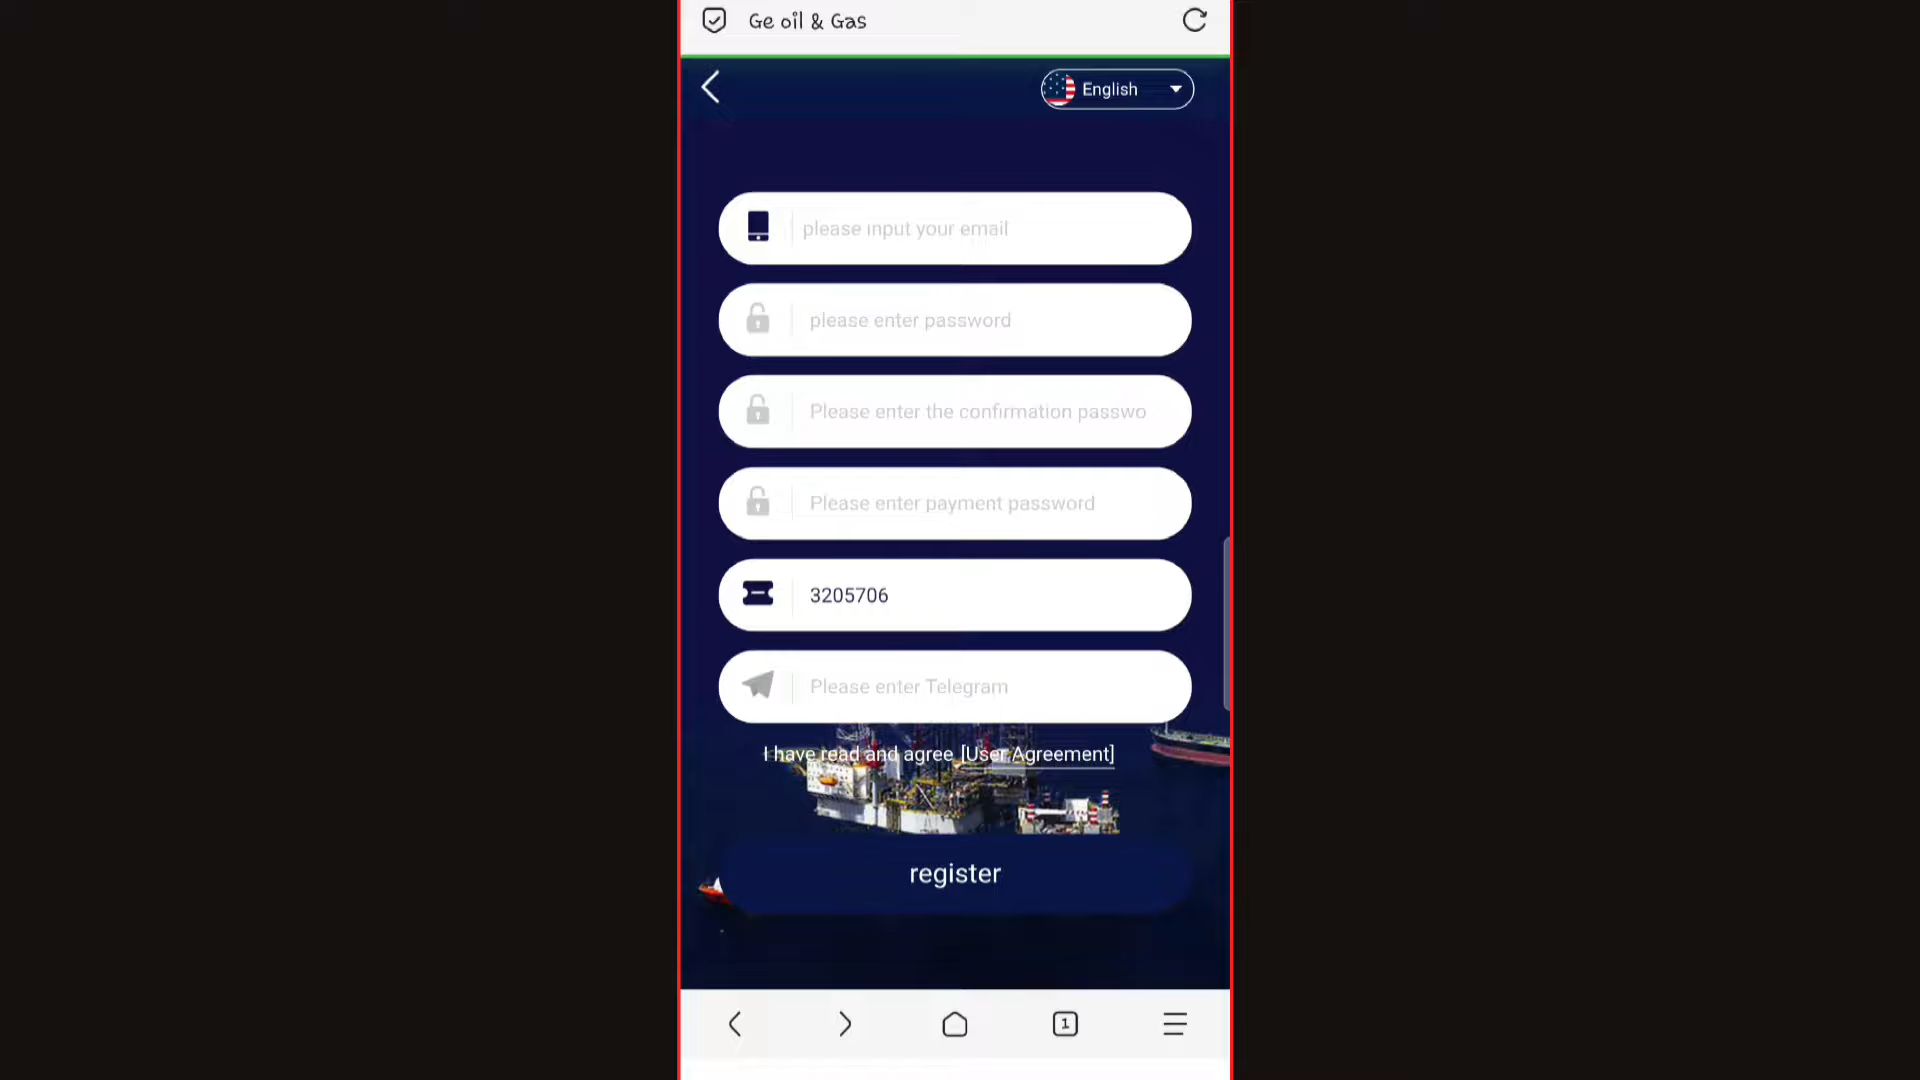 Ge oil & Gas
English
please input your email
please enter password
Please enter the confirmation passwo
Please enter payment password
3205706
Please enter Telegram
I have read and agree [User Agreement]
register
1